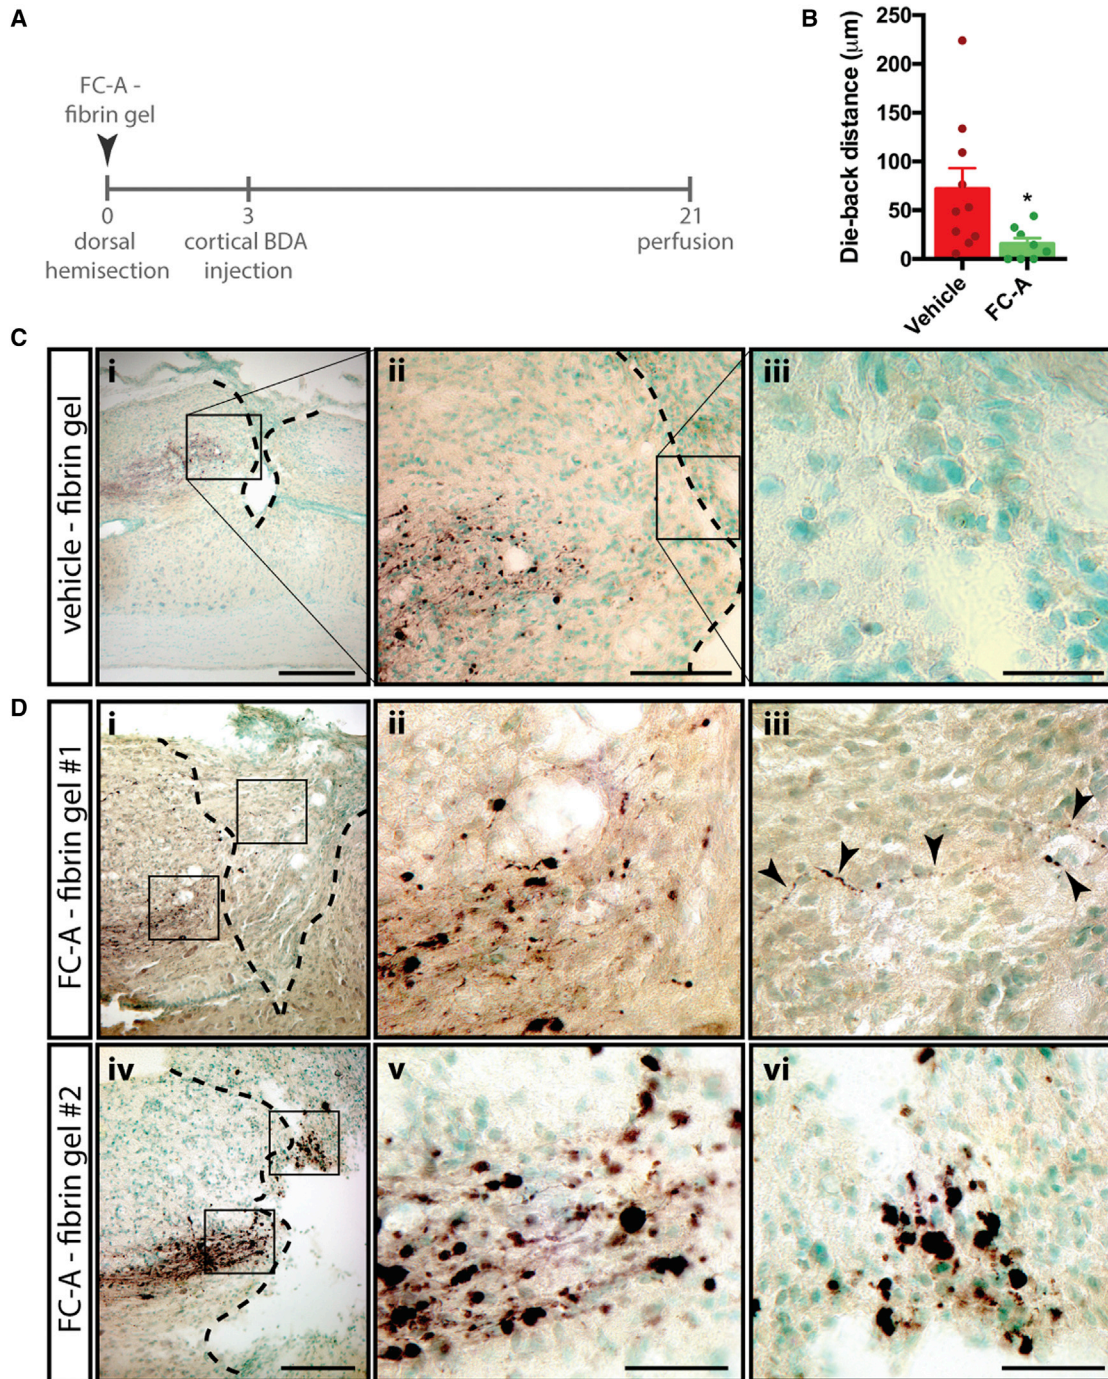 A
FC-A -
fibrin gel
0
3
21
dorsal
hemisection
cortical BDA
injection
perfusion
B
Die-back distance (μm)
250
200
150
100
50
0
*
Vehicle
FC-A
C
vehicle - fibrin gel
i
ii
iii
D
FC-A - fibrin gel #1
i
ii
iii
FC-A - fibrin gel #2
iv
v
vi